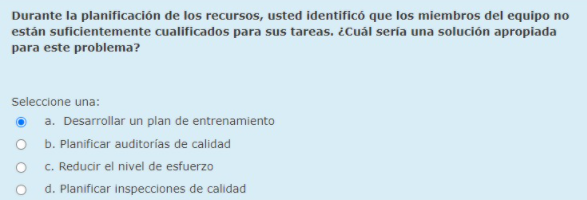 Durante la planificación de los recursos, usted identificó que los miembros del equipo no
están suficientemente cualificados para sus tareas. ¿Cuál sería una solución apropiada
para este problema?
Seleccione una:
a. Desarrollar un plan de entrenamiento
b. Planificar auditorías de calidad
c. Reducir el nivel de esfuerzo
d. Planificar inspecciones de calidad